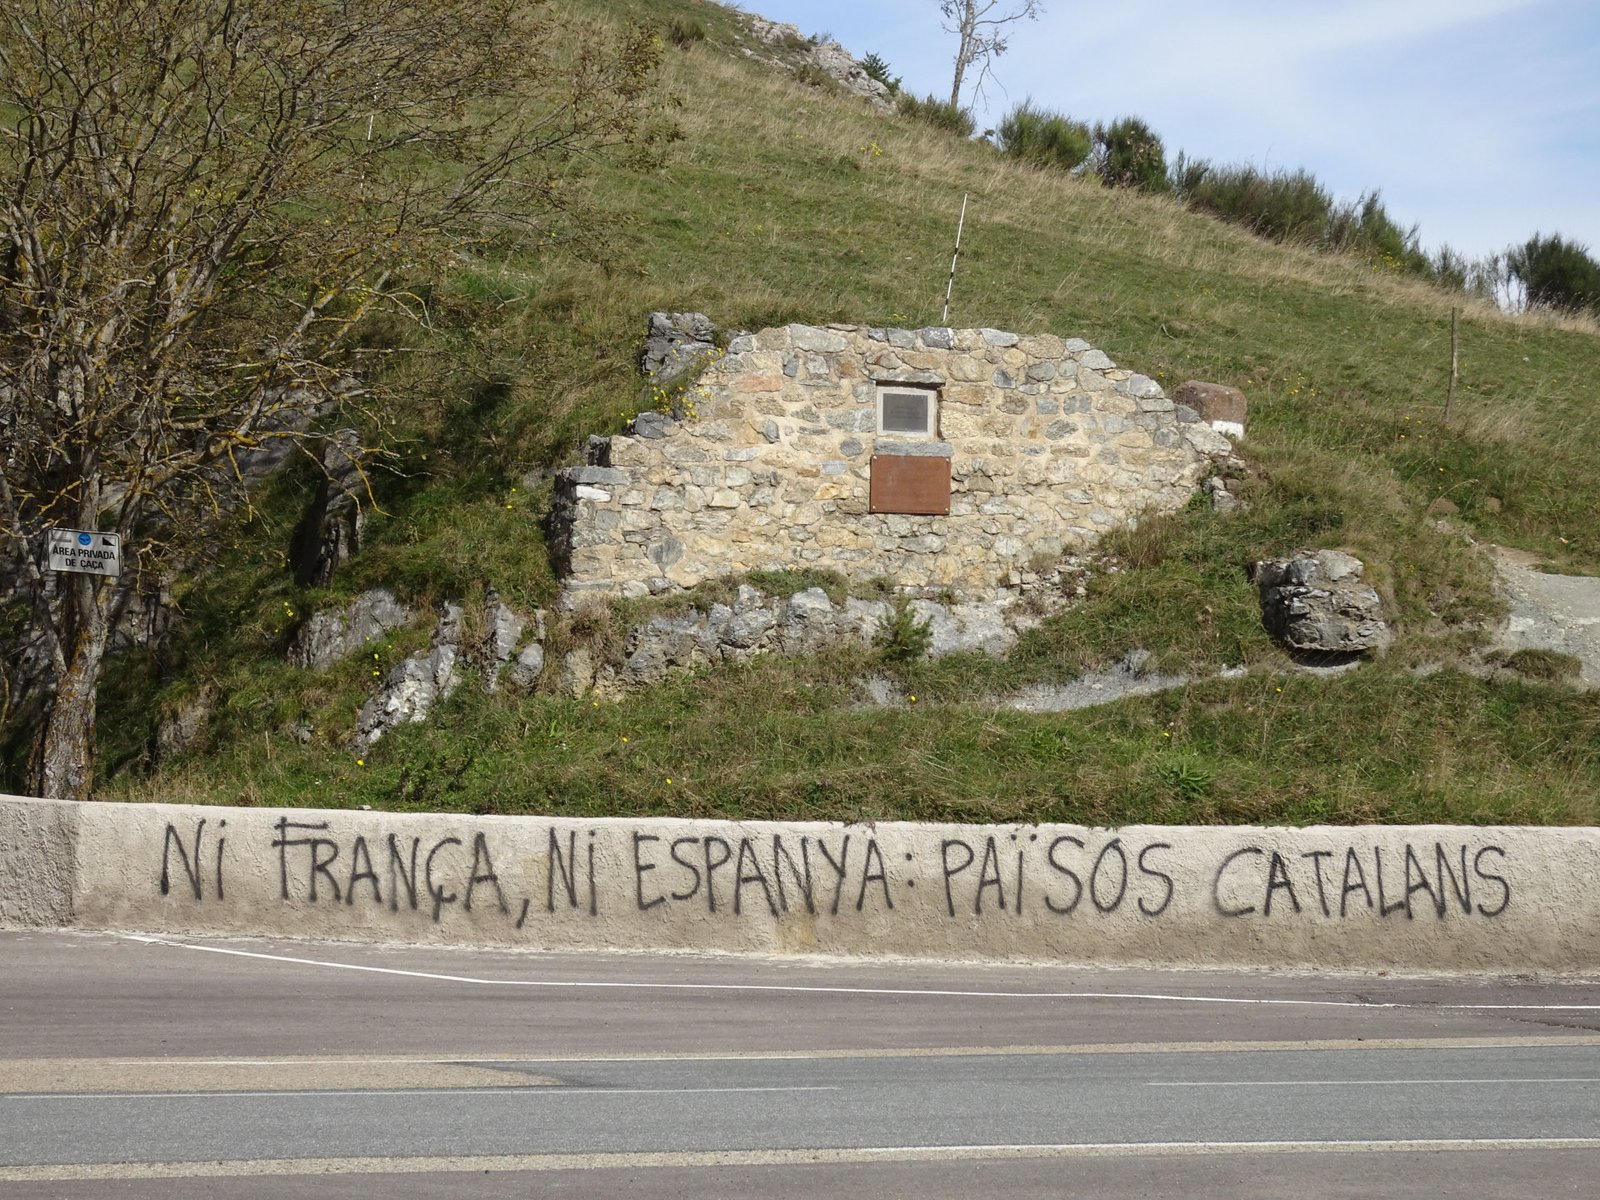 ÀREA PRIVADA
DE CAÇA
Ni FRANÇA, Ni ESPANYA: PAÏSOS CATALANS